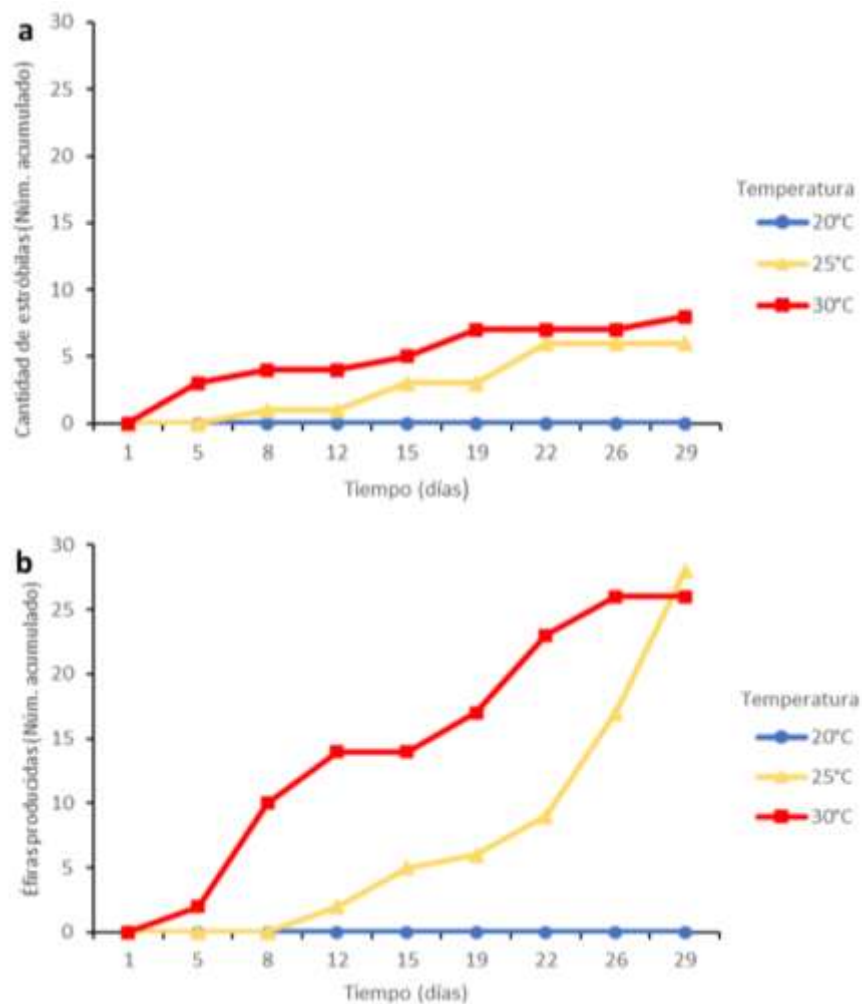 a
Cantidad de estróbilas (Núm. acumulado)
30
25
20
15
10
5
0
1 5 8 12 15 19 22 26 29
Tiempo (días)
Temperatura
20°C
25°C
30°C
b
Éfiras producidas (Núm. acumulado)
30
25
20
15
10
5
0
1 5 8 12 15 19 22 26 29
Tiempo (días)
Temperatura
20°C
25°C
30°C